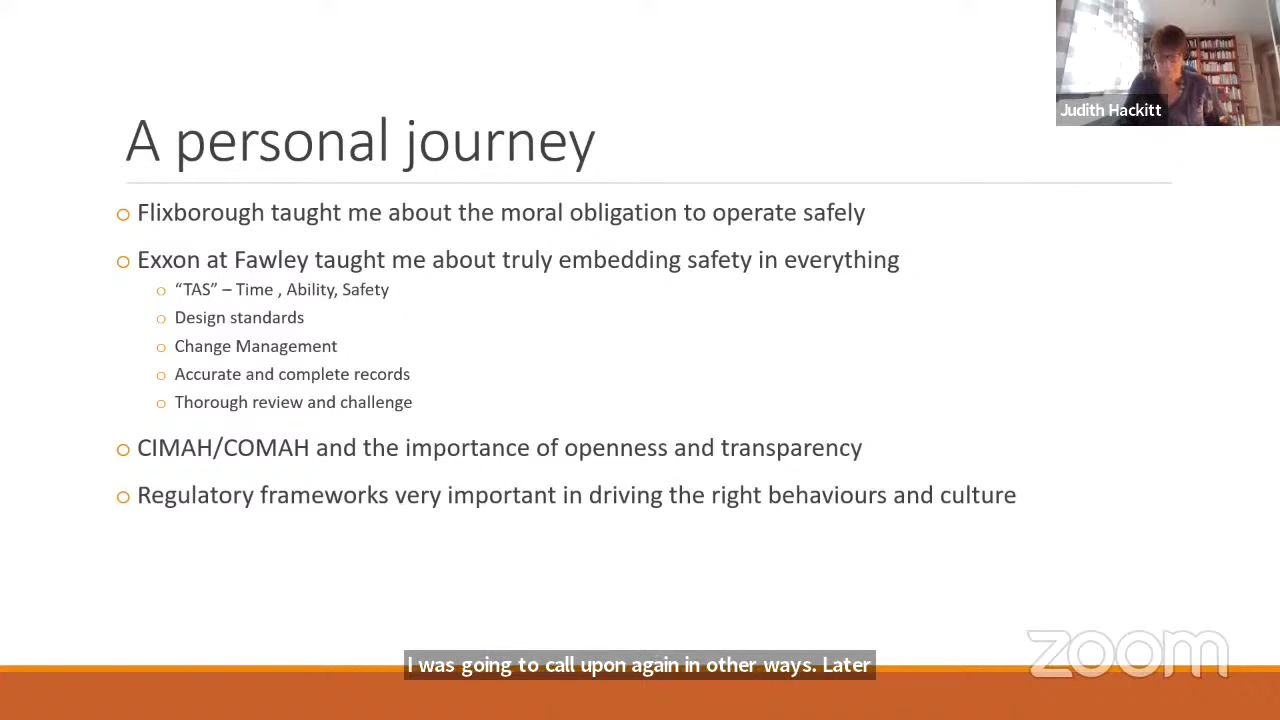 Judith Hackitt
A personal journey
o Flixborough taught me about the moral obligation to operate safely
o Exxon at Fawley taught me about truly embedding safety in everything
o “TAS” – Time , Ability, Safety
o Design standards
o Change Management
o Accurate and complete records
o Thorough review and challenge
o CIMAH/COMAH and the importance of openness and transparency
o Regulatory frameworks very important in driving the right behaviours and culture
I was going to call upon again in other ways. Later
zoom